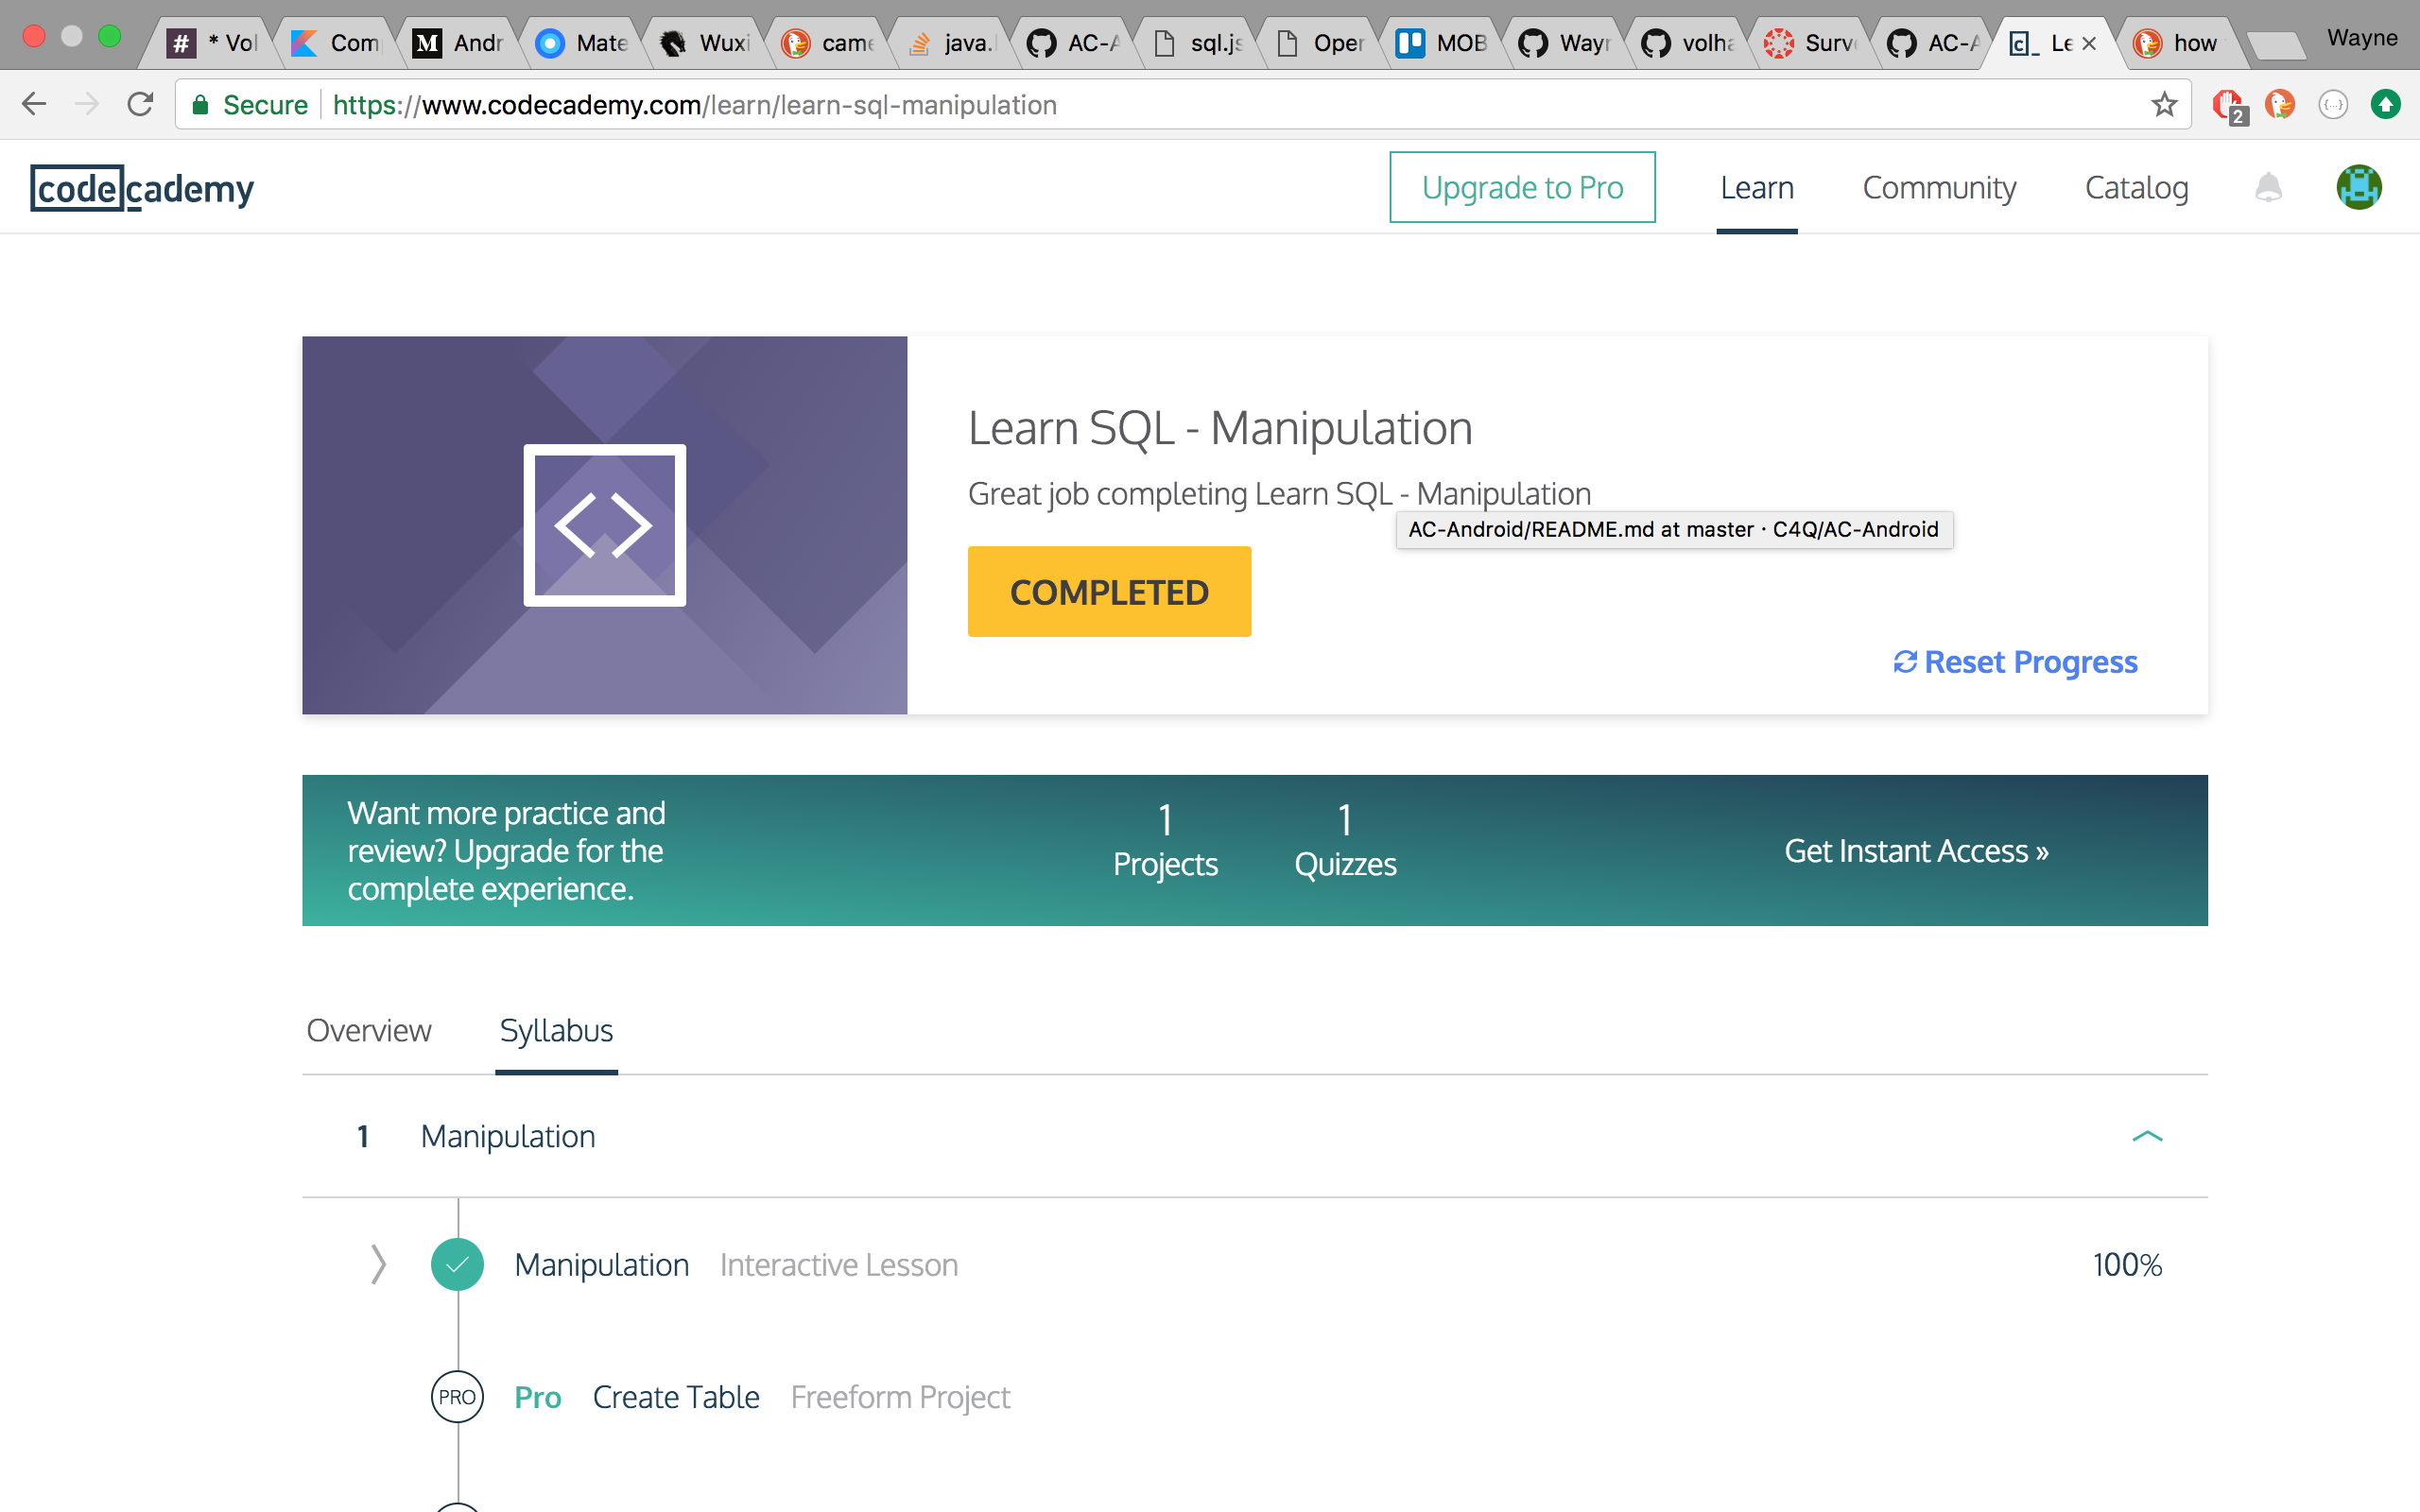 # * Vol
Com
M Andr
Mate
Wuxi
came
java.
AC-A
sql.js
Oper
MOB
Wayn
volha
Surve
AC-A
c_ Le
how
Wayne
Secure https://www.codecademy.com/learn/learn-sql-manipulation
2
codecademy
Upgrade to Pro
Learn
Community
Catalog
Learn SQL - Manipulation
Great job completing Learn SQL - Manipulation
AC-Android/README.md at master · C4Q/AC-Android
COMPLETED
Reset Progress
Want more practice and
review? Upgrade for the
complete experience.
1
Projects
1
Quizzes
Get Instant Access »
Overview
Syllabus
1 Manipulation
Manipulation Interactive Lesson 100%
PRO Pro Create Table Freeform Project